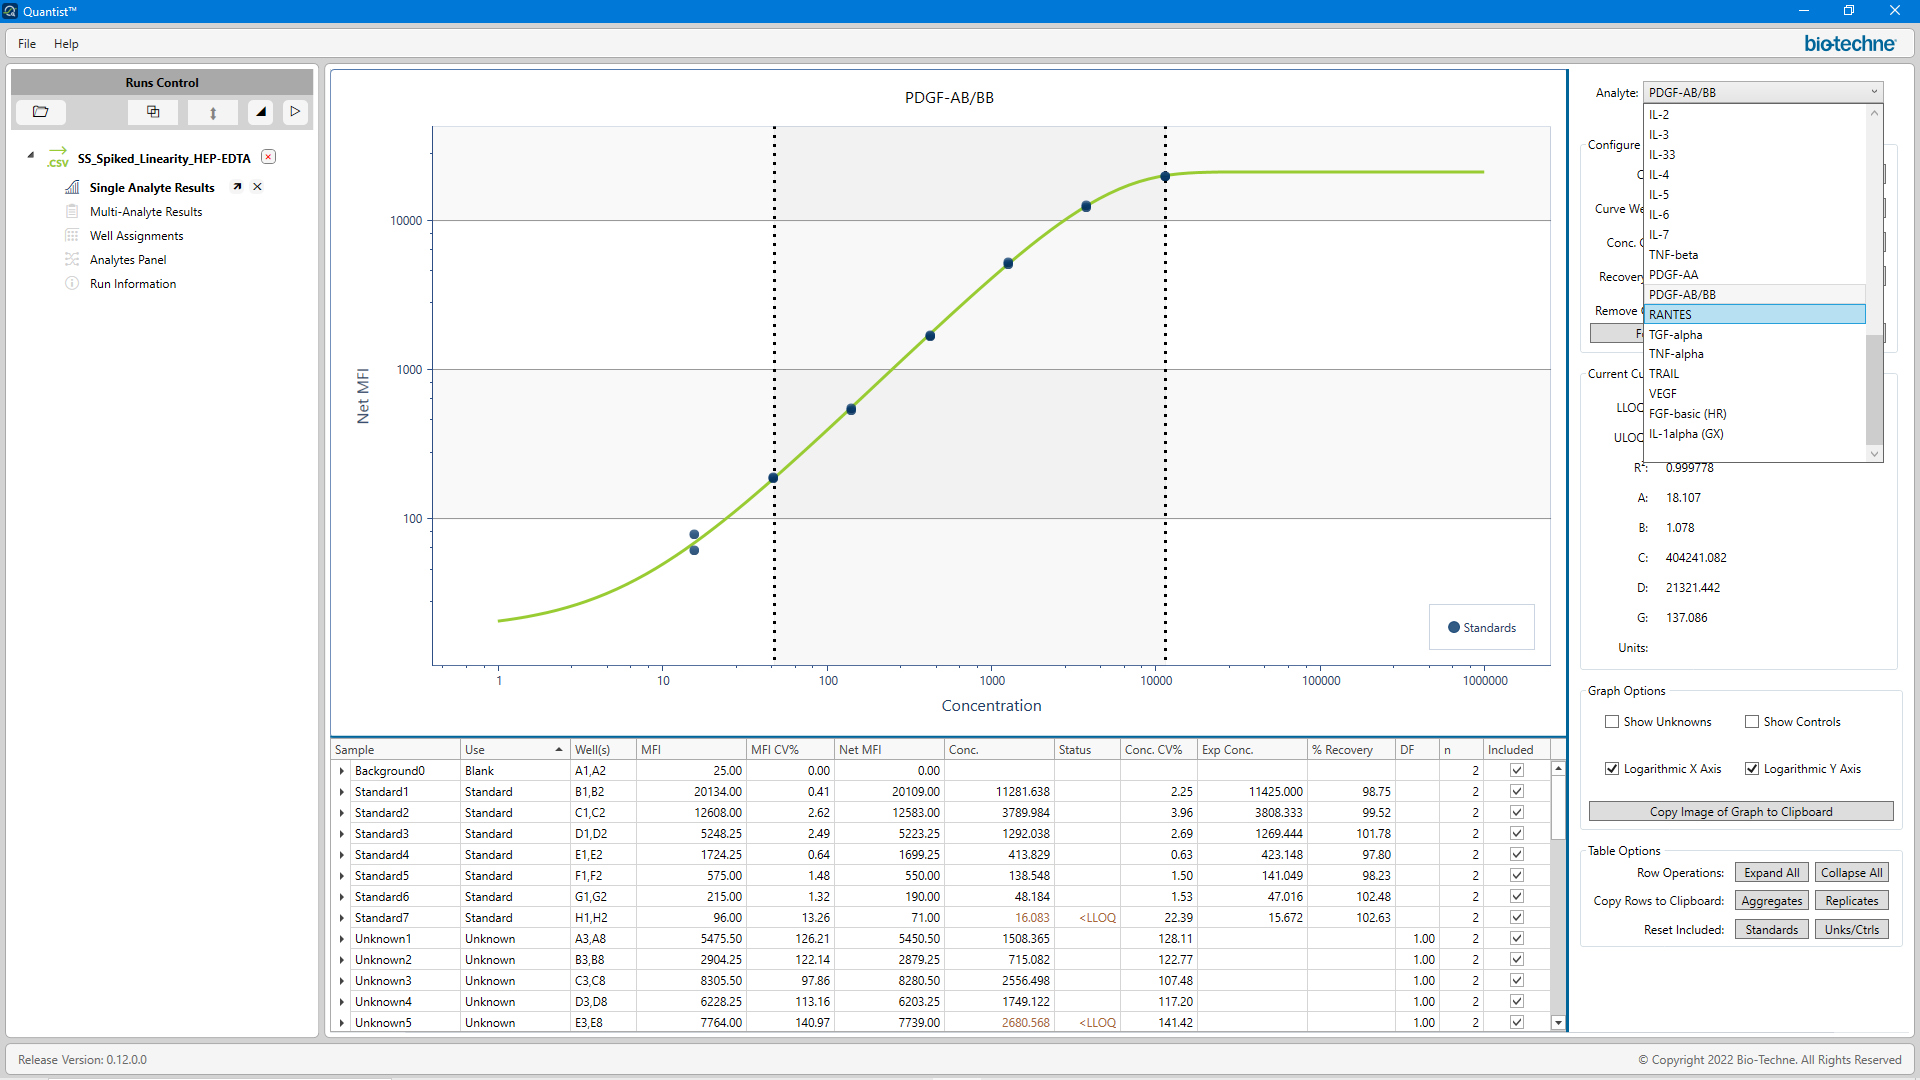 Quantist™
File Help
bio-techne®
Runs Control
.CSV SS_Spiked_Linearity_HEP-EDTA
Single Analyte Results
Multi-Analyte Results
Well Assignments
Analytes Panel
Run Information
PDGF-AB/BB
Net MFI
10000
1000
100
1 10 100 1000 10000 100000 1000000
Concentration
Standards
Analyte: PDGF-AB/BB
IL-2
IL-3
IL-33
IL-4
IL-5
IL-6
IL-7
TNF-beta
PDGF-AA
PDGF-AB/BB
RANTES
TGF-alpha
TNF-alpha
TRAIL
VEGF
FGF-basic (HR)
IL-1alpha (GX)
Configure
Curve We
Conc. C
Recovery
Remove
Current Cu
LLOQ
ULOQ
R²: 0.999778
A: 18.107
B: 1.078
C: 404241.082
D: 21321.442
G: 137.086
Units:
Graph Options
Show Unknowns Show Controls
Logarithmic X Axis Logarithmic Y Axis
Copy Image of Graph to Clipboard
Table Options
Row Operations: Expand All Collapse All
Copy Rows to Clipboard: Aggregates Replicates
Reset Included: Standards Unks/Ctrls
Sample Use Well(s) MFI MFI CV% Net MFI Conc. Status Conc. CV% Exp Conc. % Recovery DF n Included
Background0 Blank A1,A2 25.00 0.00 0.00 2
Standard1 Standard B1,B2 20134.00 0.41 20109.00 11281.638 2.25 11425.000 98.75 2
Standard2 Standard C1,C2 12608.00 2.62 12583.00 3789.984 3.96 3808.333 99.52 2
Standard3 Standard D1,D2 5248.25 2.49 5223.25 1292.038 2.69 1269.444 101.78 2
Standard4 Standard E1,E2 1724.25 0.64 1699.25 413.829 0.63 423.148 97.80 2
Standard5 Standard F1,F2 575.00 1.48 550.00 138.548 1.50 141.049 98.23 2
Standard6 Standard G1,G2 215.00 1.32 190.00 48.184 1.53 47.016 102.48 2
Standard7 Standard H1,H2 96.00 13.26 71.00 16.083 <LLOQ 22.39 15.672 102.63 2
Unknown1 Unknown A3,A8 5475.50 126.21 5450.50 1508.365 128.11 1.00 2
Unknown2 Unknown B3,B8 2904.25 122.14 2879.25 715.082 122.77 1.00 2
Unknown3 Unknown C3,C8 8305.50 97.86 8280.50 2556.498 107.48 1.00 2
Unknown4 Unknown D3,D8 6228.25 113.16 6203.25 1749.122 117.20 1.00 2
Unknown5 Unknown E3,E8 7764.00 140.97 7739.00 2680.568 <LLOQ 141.42 1.00 2
Release Version: 0.12.0.0
© Copyright 2022 Bio-Techne. All Rights Reserved